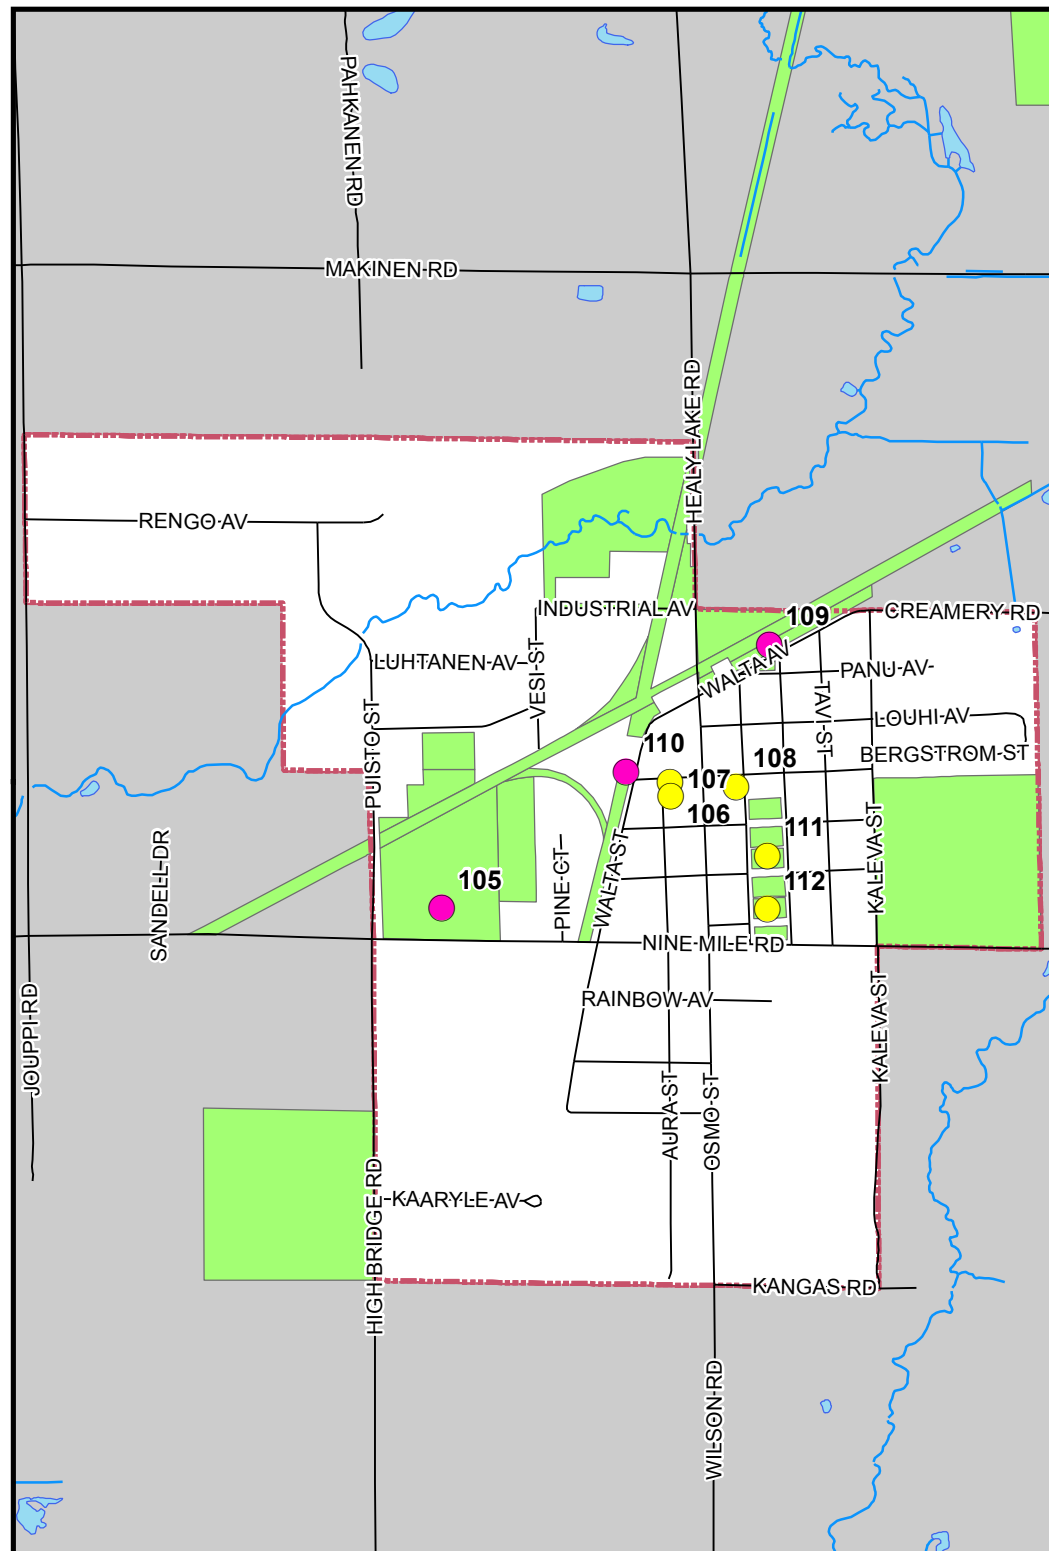 PAHKANEN RD
MAKINEN RD
HEALY LAKE RD
RENGO AV
INDUSTRIAL AV
109
CREAMERY RD
LUHTANEN AV
VESI ST
WALTA AV
PANU AV
TAVI ST
LOUHI AV
PUISTO ST
110
108
BERGSTROM ST
107
106
111
KALEVA ST
SANDELL DR
105
PINE CT
WALTA ST
112
NINE MILE RD
JOUPPI RD
RAINBOW AV
KALEVA ST
AURA ST
OSMO ST
HIGH BRIDGE RD
KAARYLE AV
KANGAS RD
WILSON RD